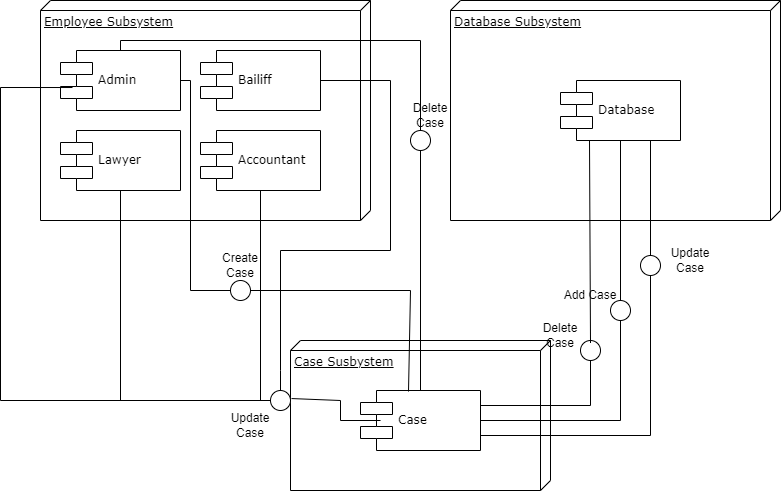 Employee Subsystem
Database Subsystem
Admin
Bailiff
Database
Delete
Case
Lawyer
Accountant
Create
Case
Update
Case
Add Case
Delete
Case
Case Susbystem
Update
Case
Case